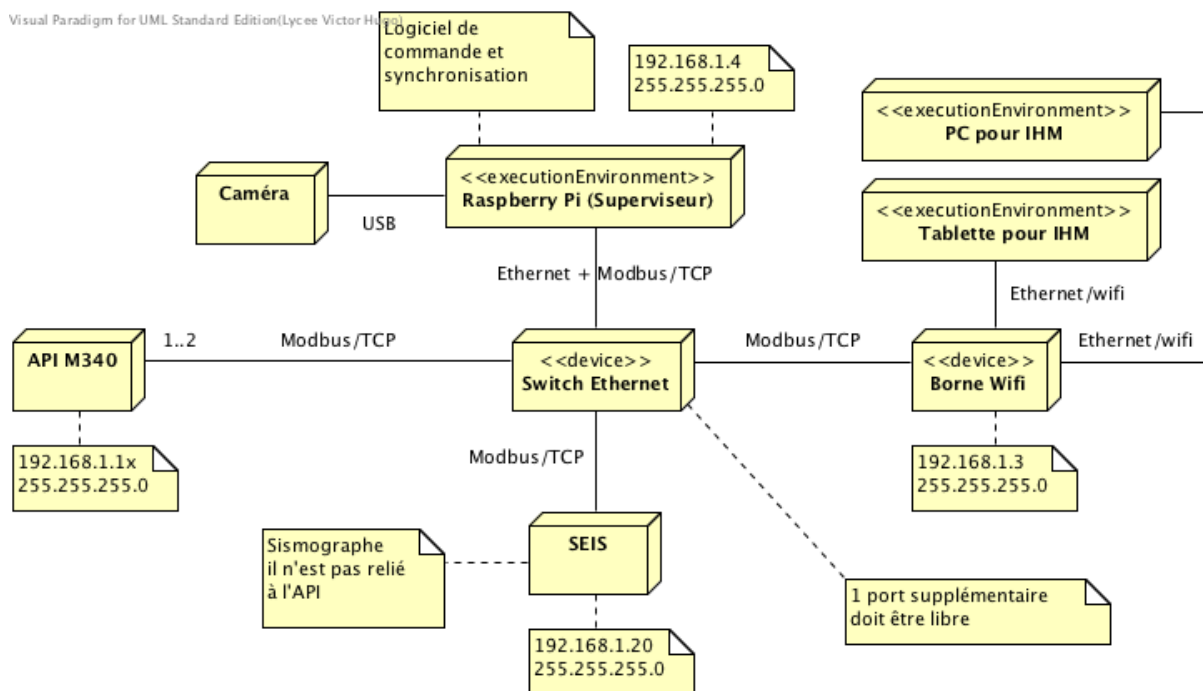 Visual Paradigm for UML Standard Edition(Lycee Victor Hugo)
Logiciel de
commande et
synchronisation
192.168.1.4
255.255.255.0
<<executionEnvironment>>
PC pour IHM
<<executionEnvironment>>
Raspberry Pi (Superviseur)
Caméra
USB
<<executionEnvironment>>
Tablette pour IHM
Ethernet + Modbus/TCP
Ethernet/wifi
API M340
1..2
Modbus/TCP
<<device>>
Switch Ethernet
Modbus/TCP
<<device>>
Borne Wifi
Ethernet/wifi
192.168.1.1x
255.255.255.0
Modbus/TCP
192.168.1.3
255.255.255.0
Sismographe
il n'est pas relié
à l'API
SEIS
1 port supplémentaire
doit être libre
192.168.1.20
255.255.255.0